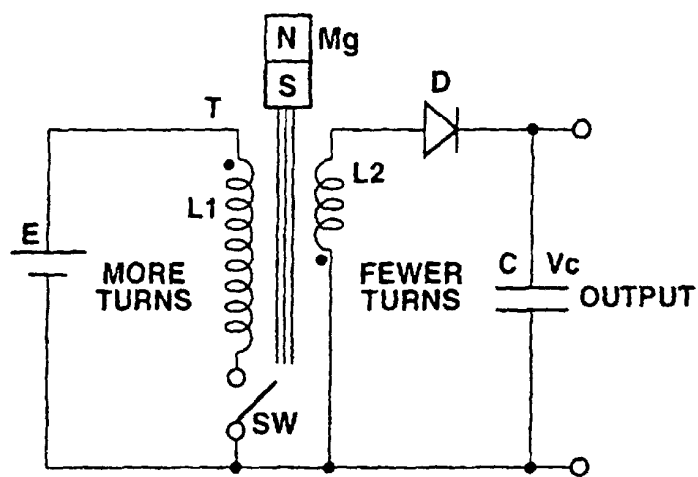 N Mg
S
D
T
L1
L2
E
MORE
TURNS
FEWER
TURNS
C Vc
OUTPUT
SW